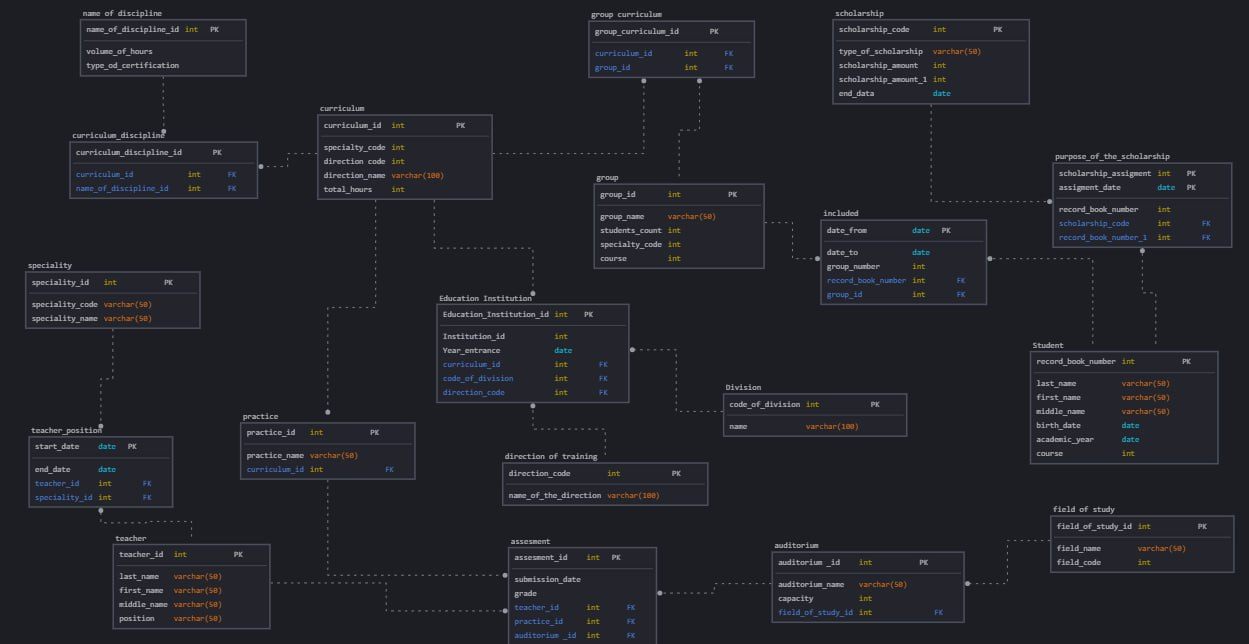 name of discipline
name_of_discipline_id int PK
volume_of_hours
type_od_certification
group curriculum
group_curriculum_id PK
curriculum_id int FK
group_id int FK
scholarship
scholarship_code int PK
type_of_scholarship varchar(50)
scholarship_amount int
scholarship_amount_1 int
end_data date
curriculum
curriculum_id int PK
specialty_code int
direction code int
direction_name varchar(100)
total_hours int
curriculum_discipline
curriculum_discipline_id PK
curriculum_id int FK
name_of_discipline_id int FK
purpose_of_the_scholarship
scholarship_assigment int PK
assigment_date date PK
record_book_number int
scholarship_code int FK
record_book_number_1 int FK
group
group_id int PK
group_name varchar(50)
students_count int
specialty_code int
course int
included
date_from date PK
date_to date
group_number int
record_book_number int FK
group_id int FK
speciality
speciality_id int PK
speciality_code varchar(50)
speciality_name varchar(50)
Education Institution
Education_Institution_id int PK
Institution_id int
Year_entrance date
curriculum_id int FK
code_of_division int FK
direction_code int FK
Student
record_book_number int PK
last_name varchar(50)
first_name varchar(50)
middle_name varchar(50)
birth_date date
academic_year date
course int
Division
code_of_division int PK
name varchar(100)
practice
practice_id int PK
practice_name varchar(50)
curriculum_id int FK
teacher_position
start_date date PK
end_date date
teacher_id int FK
speciality_id int FK
direction of training
direction_code int PK
name_of_the_direction varchar(100)
field of study
field_of_study_id int PK
field_name varchar(50)
field_code int
teacher
teacher_id int PK
last_name varchar(50)
first_name varchar(50)
middle_name varchar(50)
position varchar(50)
assesment
assesment_id int PK
submission_date
grade
teacher_id int FK
practice_id int FK
auditorium _id int FK
auditorium
auditorium _id int PK
auditorium_name varchar(50)
capacity int
field_of_study_id int FK